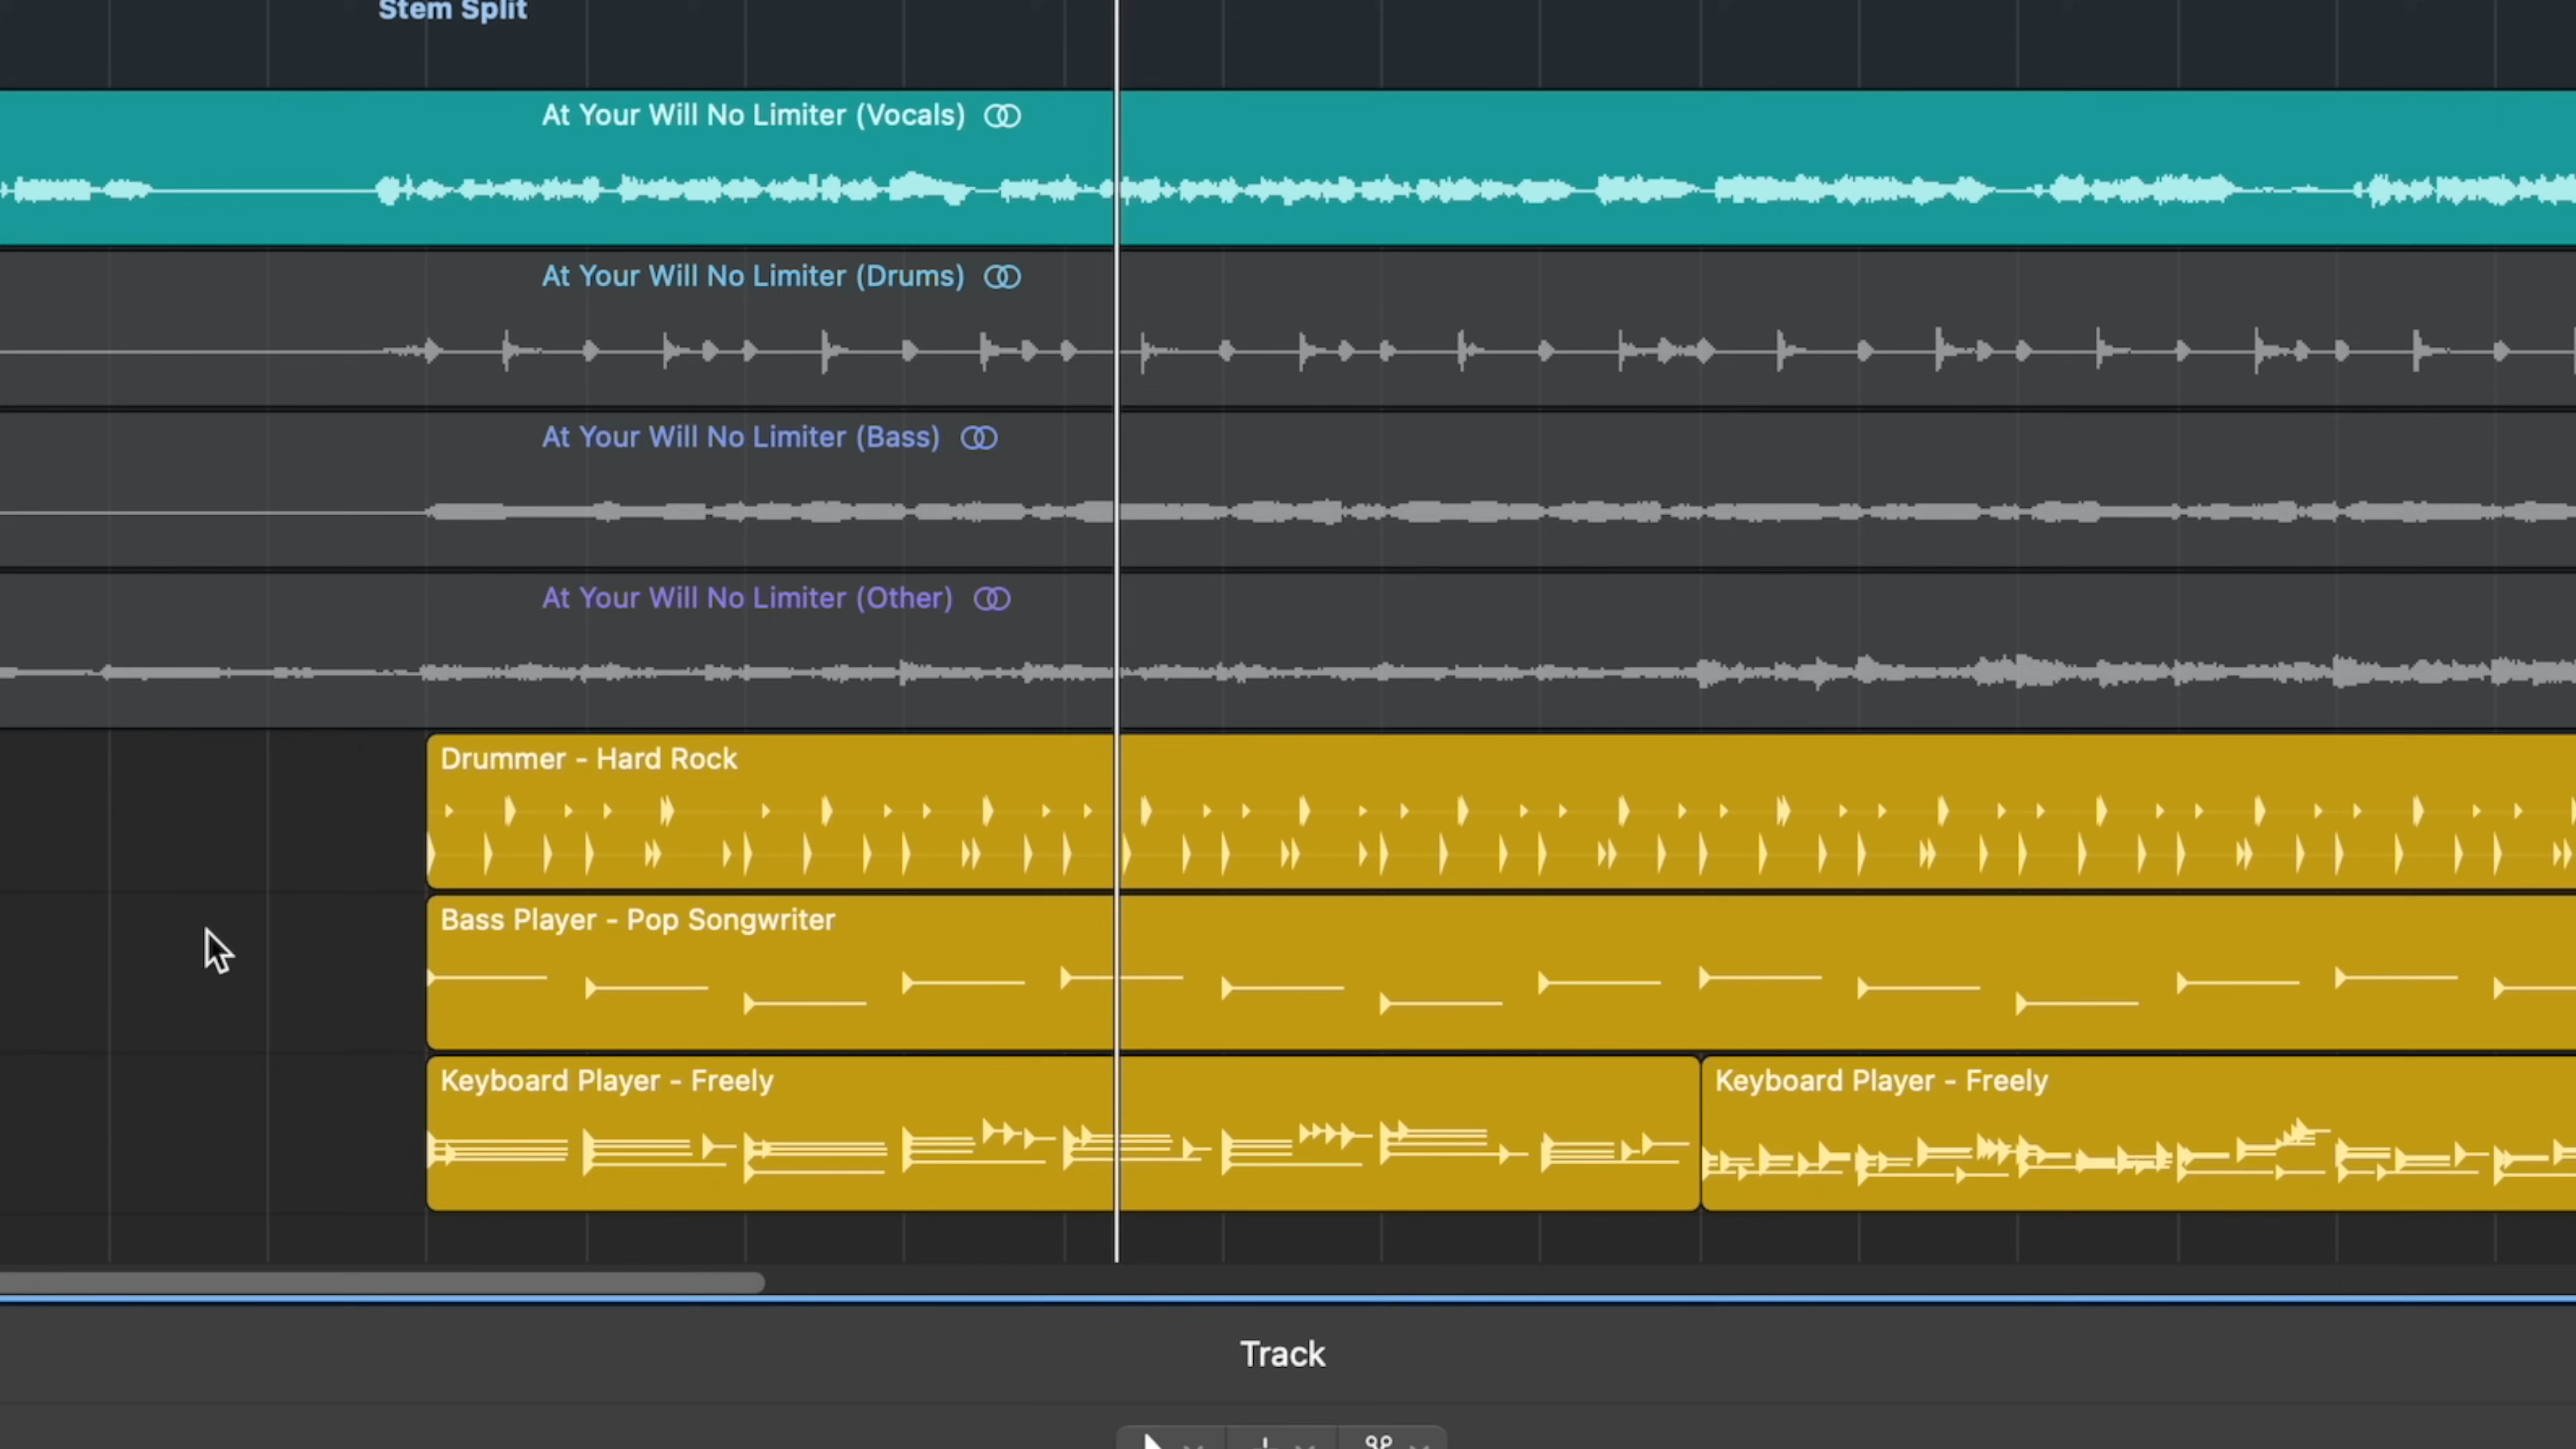 Stem Split
At Your Will No Limiter (Vocals)
At Your Will No Limiter (Drums)
At Your Will No Limiter (Bass)
At Your Will No Limiter (Other)
Drummer - Hard Rock
Bass Player - Pop Songwriter
Keyboard Player - Freely
Keyboard Player - Freely
Track